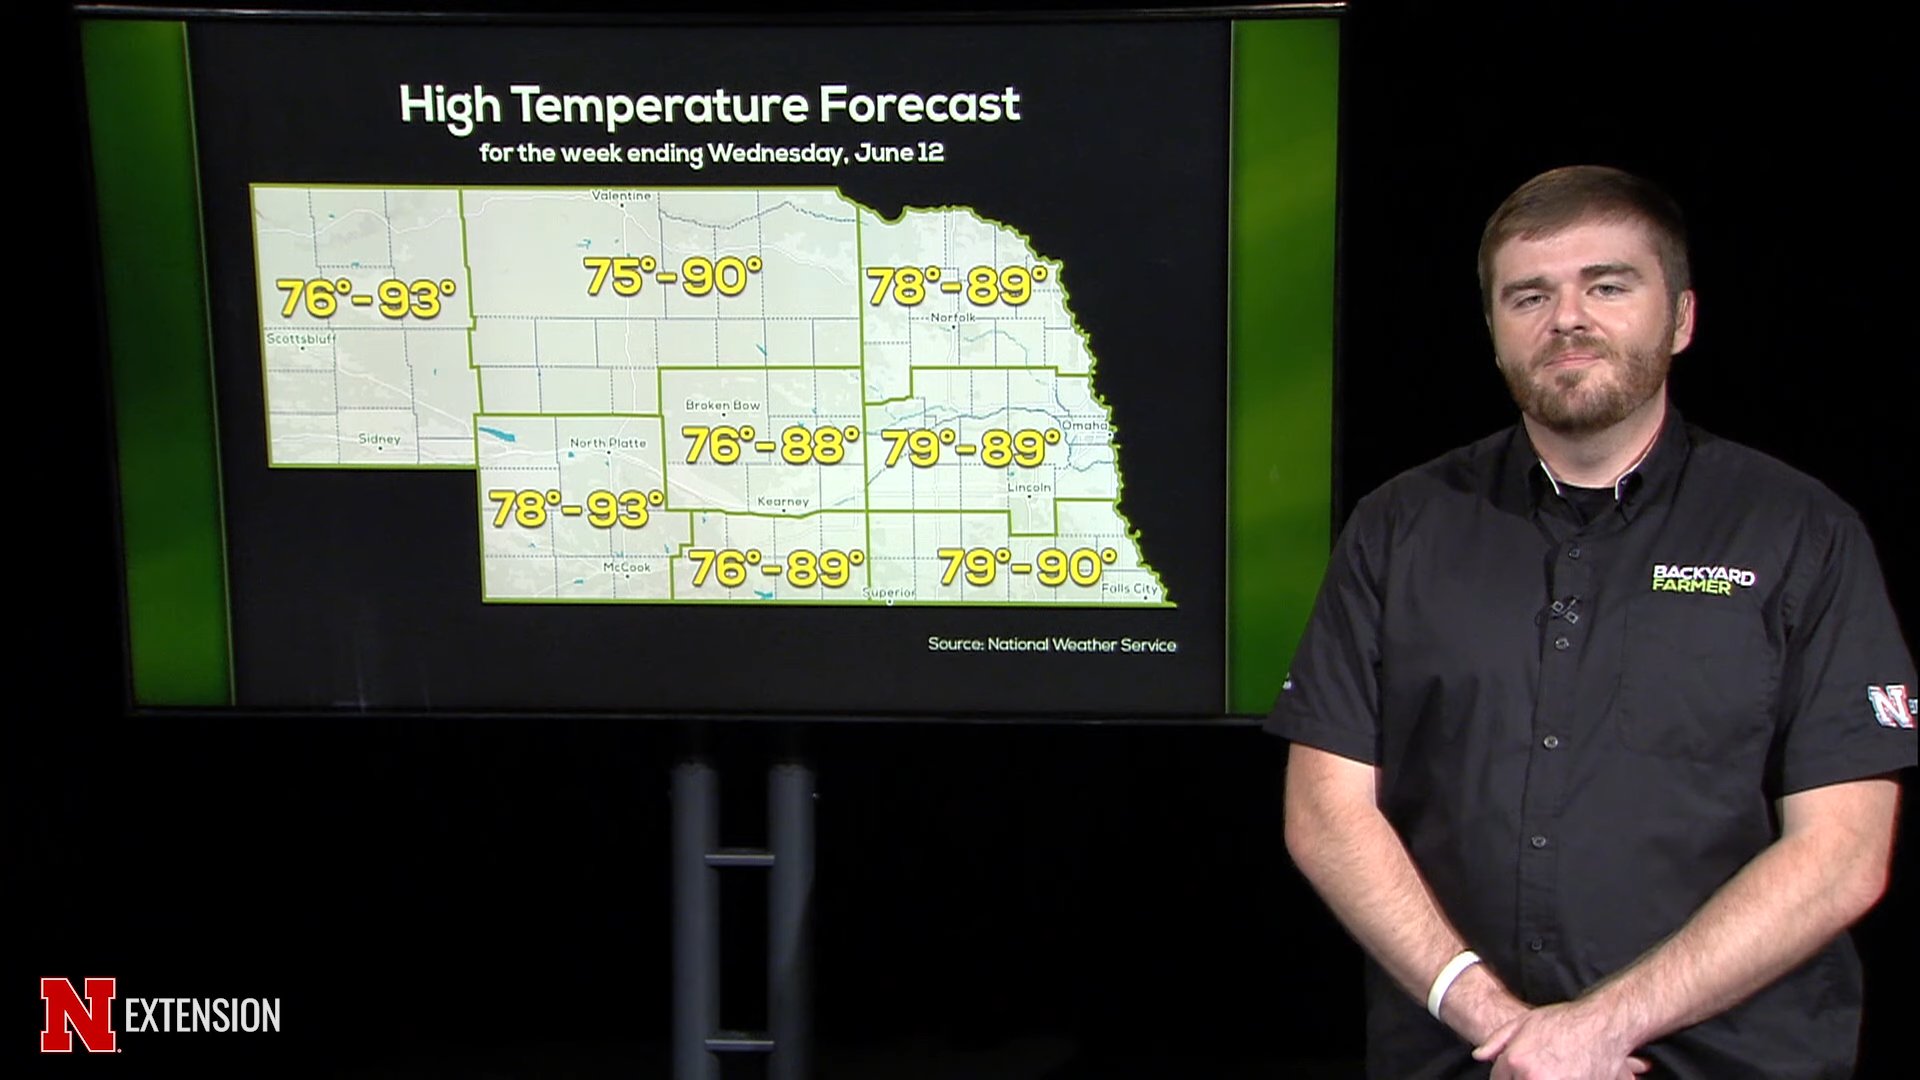 High Temperature Forecast
for the week ending Wednesday, June 12
Valentine
75°-90°
78°-89°
76°-93°
Norfolk
Scottsbluff
Broken Bow
Omaha
Sidney
North Platte
76°-88°
79°-89°
Lincoln
Kearney
78°-93°
76°-89°
79°-90°
McCook
Superior
Falls City
Source: National Weather Service
BACKYARD
FARMER
N
N EXTENSION